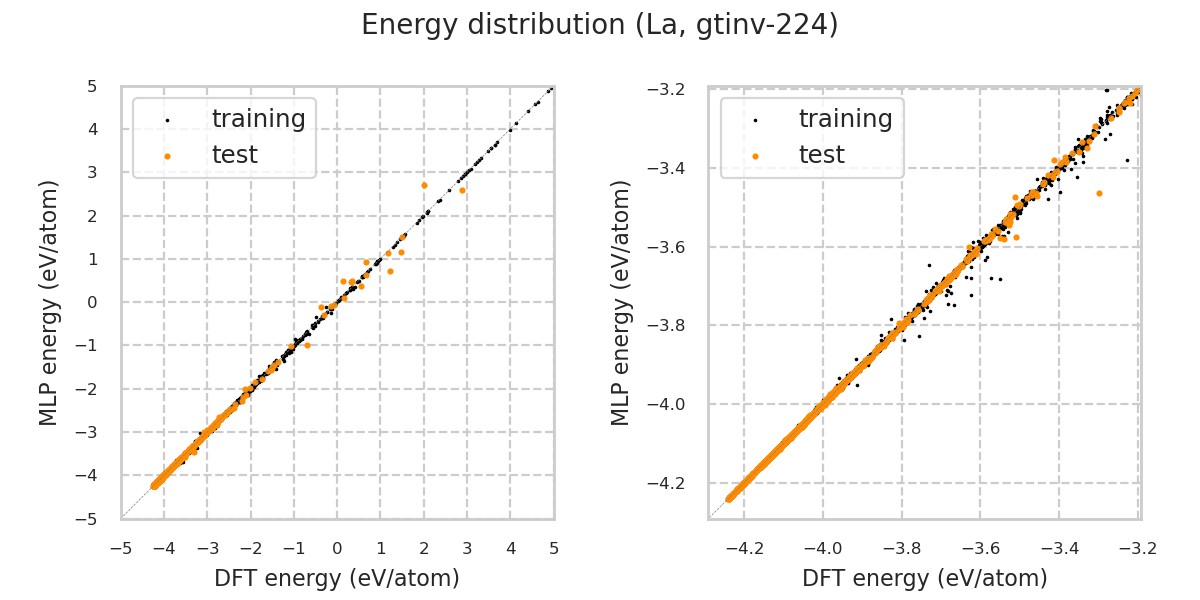 Energy distribution (La, gtinv-224)
training
test
5
4
3
2
1
0
−1
−2
−3
−4
−5
−5 −4 −3 −2 −1 0 1 2 3 4 5
MLP energy (eV/atom)
DFT energy (eV/atom)
training
test
−3.2
−3.4
−3.6
−3.8
−4.0
−4.2
−4.2 −4.0 −3.8 −3.6 −3.4 −3.2
MLP energy (eV/atom)
DFT energy (eV/atom)